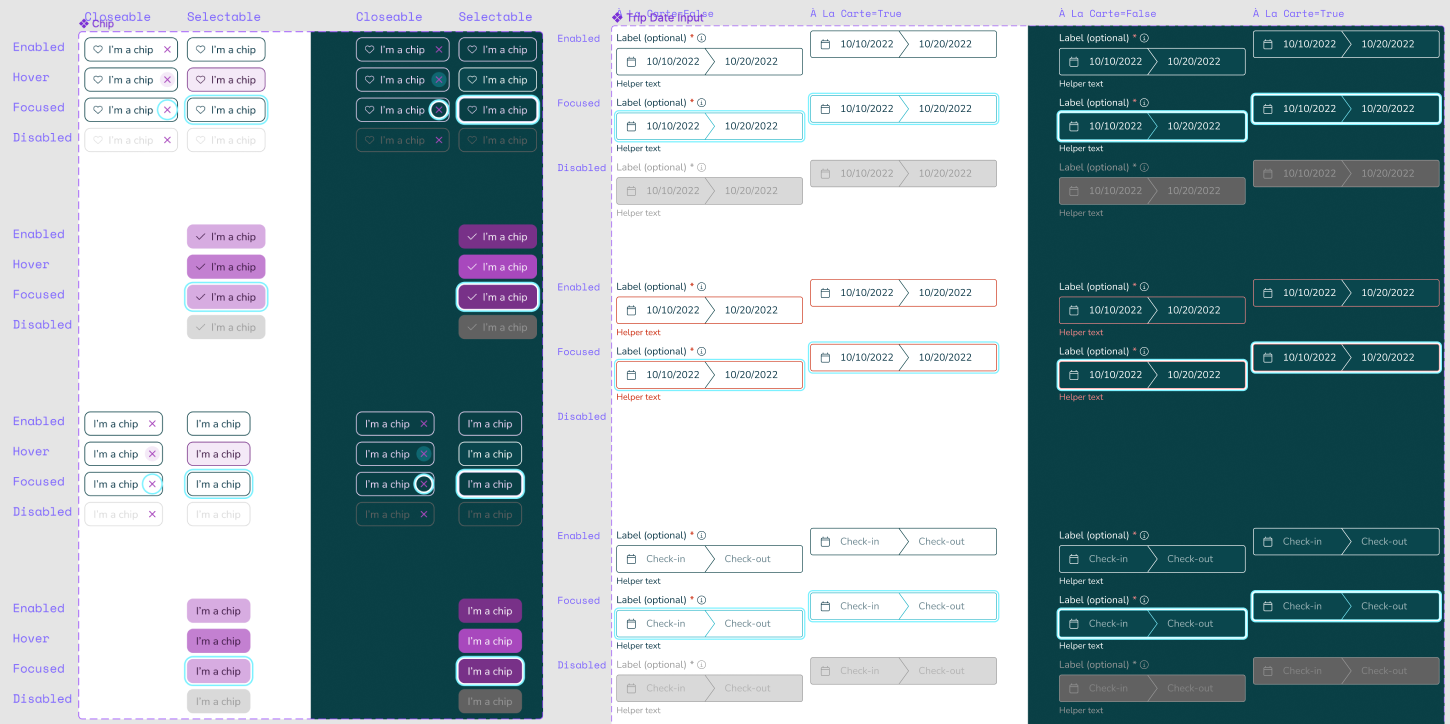 Closeable Selectable Closeable Selectable
Chip
Enabled I'm a chip I'm a chip I'm a chip I'm a chip
Hover I'm a chip I'm a chip I'm a chip I'm a chip
Focused I'm a chip I'm a chip I'm a chip I'm a chip
Disabled I'm a chip I'm a chip I'm a chip I'm a chip
Enabled I'm a chip I'm a chip
Hover I'm a chip I'm a chip
Focused I'm a chip I'm a chip
Disabled I'm a chip I'm a chip
Enabled I'm a chip I'm a chip I'm a chip I'm a chip
Hover I'm a chip I'm a chip I'm a chip I'm a chip
Focused I'm a chip I'm a chip I'm a chip I'm a chip
Disabled I'm a chip I'm a chip I'm a chip I'm a chip
Enabled I'm a chip I'm a chip
Hover I'm a chip I'm a chip
Focused I'm a chip I'm a chip
Disabled I'm a chip I'm a chip
À La Carte=False À La Carte=True À La Carte=False À La Carte=True
Trip Date Input
Enabled Label (optional) * 10/10/2022 10/20/2022 Label (optional) * 10/10/2022 10/20/2022
10/10/2022 10/20/2022 10/10/2022 10/20/2022
Helper text Helper text
Focused Label (optional) * 10/10/2022 10/20/2022 Label (optional) * 10/10/2022 10/20/2022
10/10/2022 10/20/2022 10/10/2022 10/20/2022
Helper text Helper text
Disabled Label (optional) * 10/10/2022 10/20/2022 Label (optional) * 10/10/2022 10/20/2022
10/10/2022 10/20/2022 10/10/2022 10/20/2022
Helper text Helper text
Enabled Label (optional) * 10/10/2022 10/20/2022 Label (optional) * 10/10/2022 10/20/2022
10/10/2022 10/20/2022 10/10/2022 10/20/2022
Helper text Helper text
Focused Label (optional) * 10/10/2022 10/20/2022 Label (optional) * 10/10/2022 10/20/2022
10/10/2022 10/20/2022 10/10/2022 10/20/2022
Helper text Helper text
Disabled
Enabled Label (optional) * Check-in Check-out Label (optional) * Check-in Check-out
Check-in Check-out Check-in Check-out
Helper text Helper text
Focused Label (optional) * Check-in Check-out Label (optional) * Check-in Check-out
Check-in Check-out Check-in Check-out
Helper text Helper text
Disabled Label (optional) * Check-in Check-out Label (optional) * Check-in Check-out
Check-in Check-out Check-in Check-out
Helper text Helper text